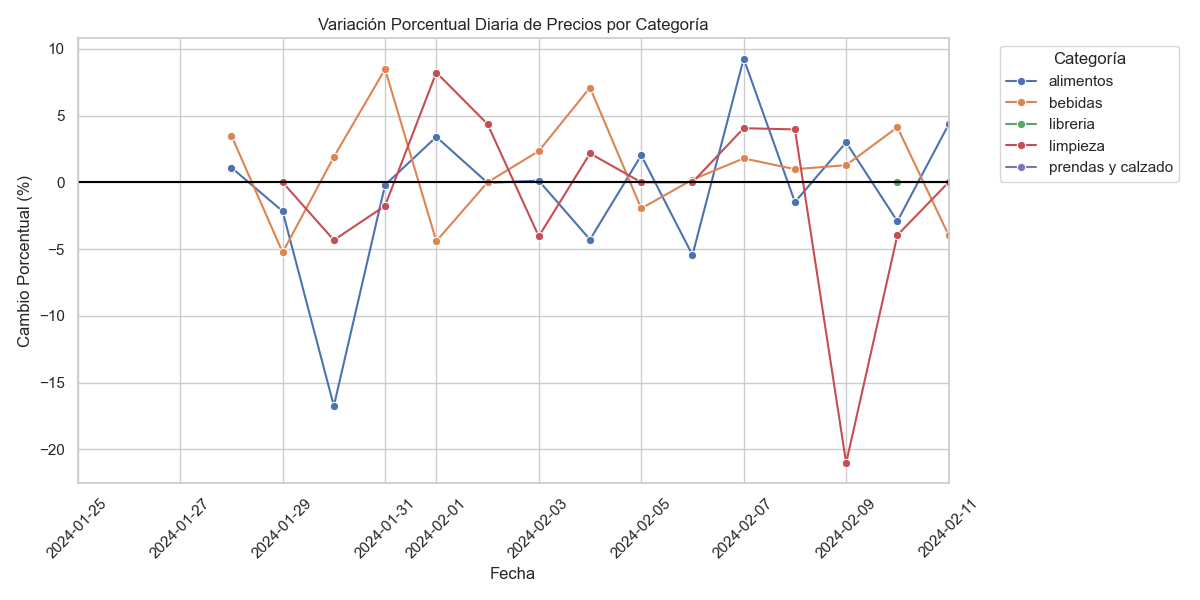 Variación Porcentual Diaria de Precios por Categoría
Cambio Porcentual (%)
10
5
0
−5
−10
−15
−20
2024-01-25
2024-01-27
2024-01-29
2024-01-31
2024-02-01
2024-02-03
2024-02-05
2024-02-07
2024-02-09
2024-02-11
Fecha
Categoría
alimentos
bebidas
libreria
limpieza
prendas y calzado